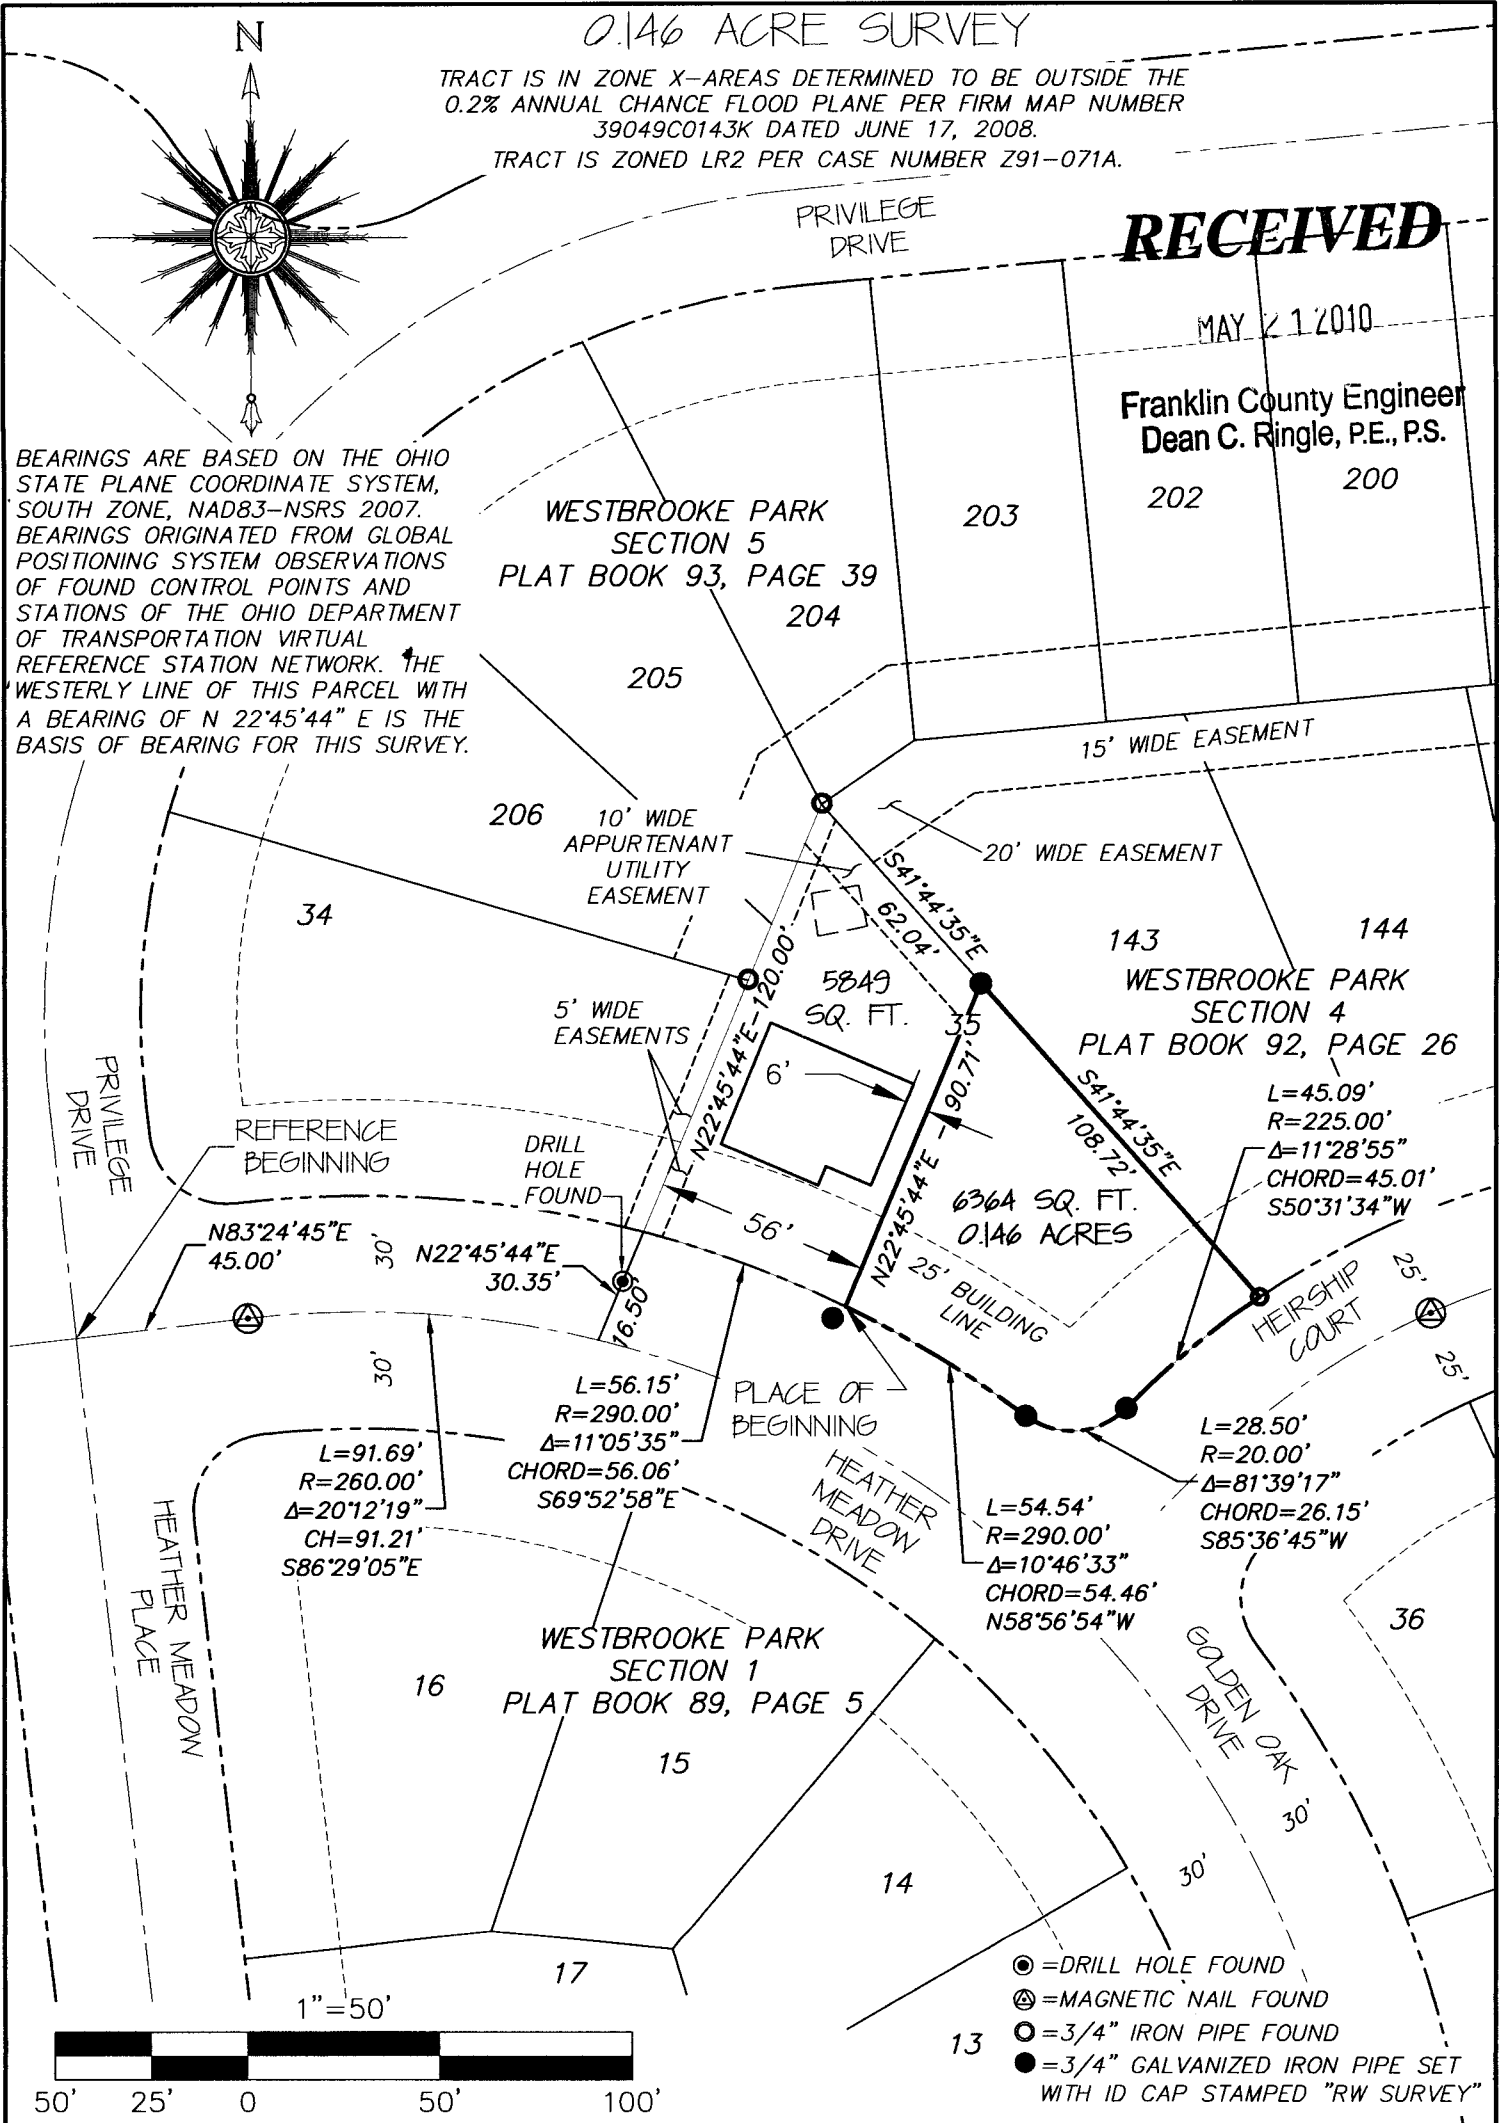 0.146 ACRE SURVEY
N
TRACT IS IN ZONE X-AREAS DETERMINED TO BE OUTSIDE THE
0.2% ANNUAL CHANCE FLOOD PLANE PER FIRM MAP NUMBER
39049C0143K DATED JUNE 17, 2008.
TRACT IS ZONED LR2 PER CASE NUMBER Z91-071A.
PRIVILEGE
DRIVE
RECEIVED
MAY 21 2010
Franklin County Engineer
Dean C. Ringle, P.E., P.S.
BEARINGS ARE BASED ON THE OHIO
STATE PLANE COORDINATE SYSTEM,
SOUTH ZONE, NAD83-NSRS 2007.
BEARINGS ORIGINATED FROM GLOBAL
POSITIONING SYSTEM OBSERVATIONS
OF FOUND CONTROL POINTS AND
STATIONS OF THE OHIO DEPARTMENT
OF TRANSPORTATION VIRTUAL
REFERENCE STATION NETWORK. THE
WESTERLY LINE OF THIS PARCEL WITH
A BEARING OF N 22°45'44" E IS THE
BASIS OF BEARING FOR THIS SURVEY.
WESTBROOKE PARK
SECTION 5
PLAT BOOK 93, PAGE 39
200
202
203
204
205
206
15' WIDE EASEMENT
10' WIDE
APPURTENANT
UTILITY
EASEMENT
20' WIDE EASEMENT
S41°44'35"E
62.04'
34
143
144
WESTBROOKE PARK
SECTION 4
PLAT BOOK 92, PAGE 26
5849
SQ. FT.
35
5' WIDE
EASEMENTS
N22°45'44"E-120.00'
6'
N22°45'44"E - 90.71'
S41°44'35"E
108.72'
L=45.09'
R=225.00'
Δ=11°28'55"
CHORD=45.01'
S50°31'34"W
PRIVILEGE
DRIVE
REFERENCE
BEGINNING
DRILL
HOLE
FOUND
56'
6364 SQ. FT.
0.146 ACRES
N83°24'45"E
45.00'
30'
N22°45'44"E
30.35'
16.50'
25' BUILDING
LINE
HEIRSHIP
COURT
25'
25'
30'
L=56.15'
R=290.00'
Δ=11°05'35"
CHORD=56.06'
S69°52'58"E
PLACE OF
BEGINNING
L=91.69'
R=260.00'
Δ=20°12'19"
CH=91.21'
S86°29'05"E
HEATHER
MEADOW
DRIVE
L=28.50'
R=20.00'
Δ=81°39'17"
CHORD=26.15'
S85°36'45"W
L=54.54'
R=290.00'
Δ=10°46'33"
CHORD=54.46'
N58°56'54"W
HEATHER MEADOW
PLACE
WESTBROOKE PARK
SECTION 1
PLAT BOOK 89, PAGE 5
GOLDEN OAK
DRIVE
36
16
15
14
30'
30'
17
13
=DRILL HOLE FOUND
=MAGNETIC NAIL FOUND
=3/4" IRON PIPE FOUND
=3/4" GALVANIZED IRON PIPE SET
WITH ID CAP STAMPED "RW SURVEY"
1"=50'
50' 25' 0 50' 100'